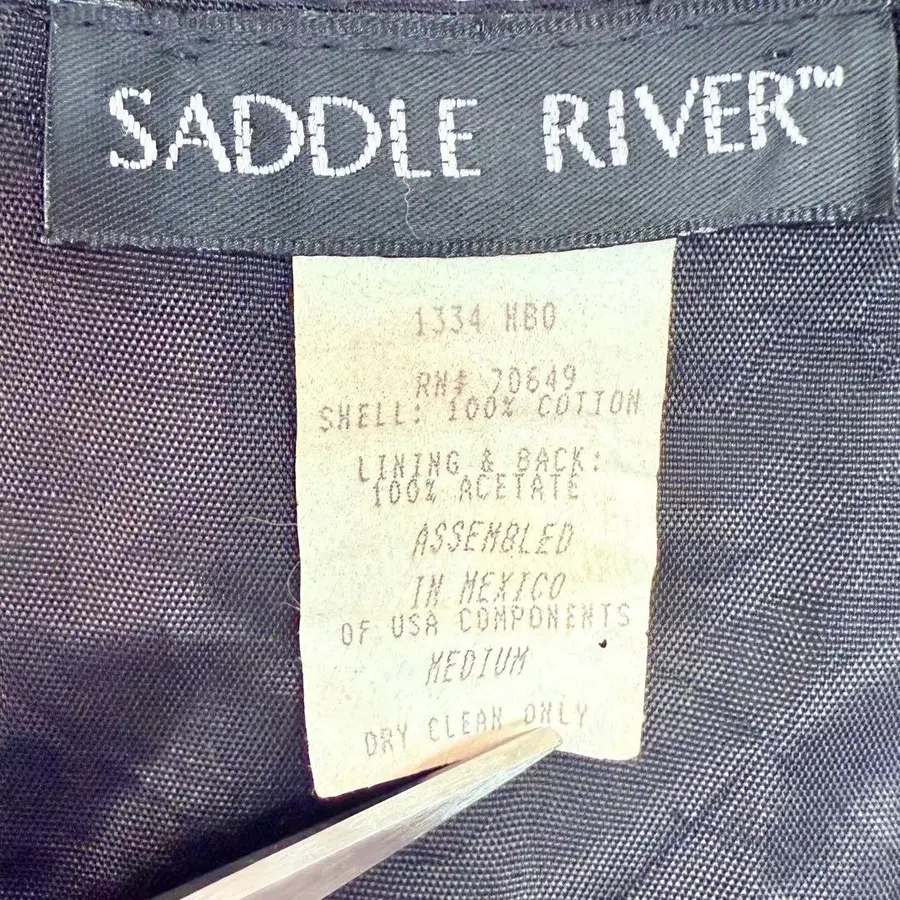 SADDLE RIVER™
1334 HBO
RN# 70649
SHELL: 100% COTTON
LINING & BACK:
100% ACETATE
ASSEMBLED
IN MEXICO
OF USA COMPONENTS
MEDIUM
DRY CLEAN ONLY